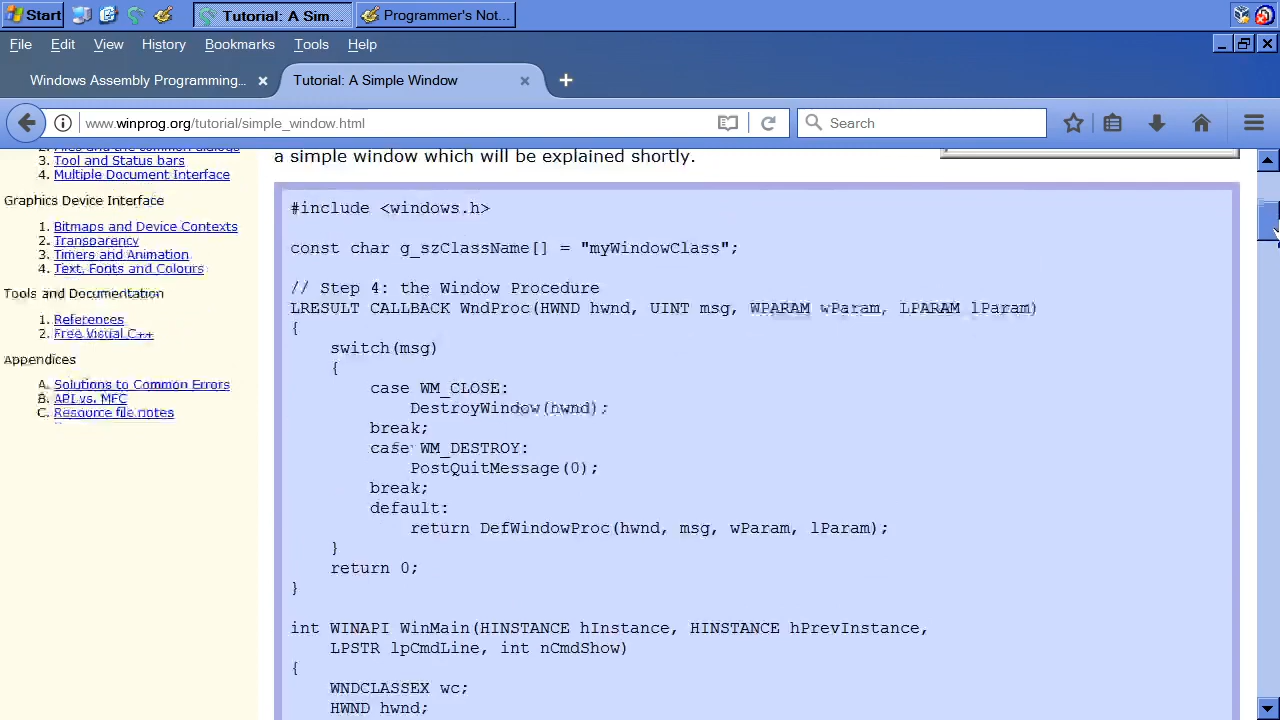 Start
Tutorial: A Sim...
Programmer's Not...
File Edit View History Bookmarks Tools Help
Windows Assembly Programming...
Tutorial: A Simple Window
www.winprog.org/tutorial/simple_window.html
Search
3. Tool and Status bars
4. Multiple Document Interface
Graphics Device Interface
1. Bitmaps and Device Contexts
2. Transparency
3. Timers and Animation
4. Text, Fonts and Colours
Tools and Documentation
1. References
2. Free Visual C++
Appendices
A. Solutions to Common Errors
B. API vs. MFC
C. Resource file notes
a simple window which will be explained shortly.
#include <windows.h>
const char g_szClassName[] = "myWindowClass";
// Step 4: the Window Procedure
LRESULT CALLBACK WndProc(HWND hwnd, UINT msg, WPARAM wParam, LPARAM lParam)
{
switch(msg)
{
case WM_CLOSE:
DestroyWindow(hwnd);
break;
case WM_DESTROY:
PostQuitMessage(0);
break;
default:
return DefWindowProc(hwnd, msg, wParam, lParam);
}
return 0;
}
int WINAPI WinMain(HINSTANCE hInstance, HINSTANCE hPrevInstance,
LPSTR lpCmdLine, int nCmdShow)
{
WNDCLASSEX wc;
HWND hwnd;